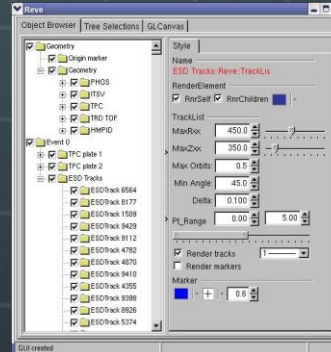 Reve
Object Browser | Tree Selections | GLCanvas
Geometry
Origin marker
Geometry
PHOS
ITSV
TPC
TRD TOF
HMPID
Event 0
TPC plate 1
TPC plate 2
ESD Tracks
ESDTrack 6564
ESDTrack 8177
ESDTrack 1509
ESDTrack 9429
ESDTrack 9112
ESDTrack 4782
ESDTrack 4870
ESDTrack 9410
ESDTrack 4355
ESDTrack 8398
ESDTrack 8826
ESDTrack 5374
Style
Name
ESD Tracks::Reve::TrackLis
RenderElement
RnrSelf RnrChildren
TrackList
MaxRxx 450.0
MaxZxx 350.0
Max Orbits: 0.5
Min Angle: 45.0
Delta: 0.100
Pt_Range 0.00 5.00
Render tracks 1
Render markers
Marker
0.6
GUI created